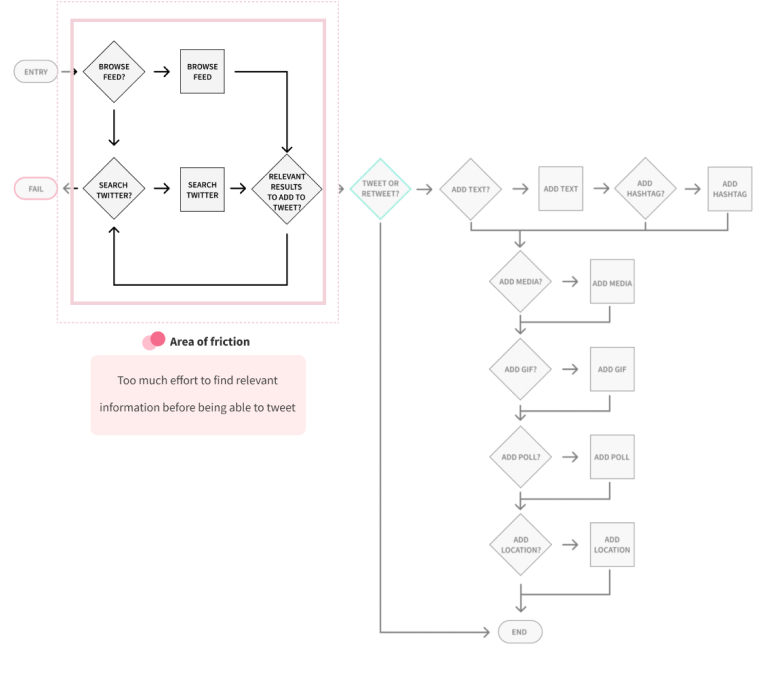 ENTRY
BROWSE
FEED?
BROWSE
FEED
FAIL
SEARCH
TWITTER?
SEARCH
TWITTER
RELEVANT
RESULTS
TO ADD TO
TWEET?
TWEET OR
RETWEET?
ADD TEXT?
ADD TEXT
ADD
HASHTAG?
ADD
HASHTAG
ADD MEDIA?
ADD MEDIA
Area of friction
Too much effort to find relevant
information before being able to tweet
ADD GIF?
ADD GIF
ADD POLL?
ADD POLL
ADD
LOCATION?
ADD
LOCATION
END